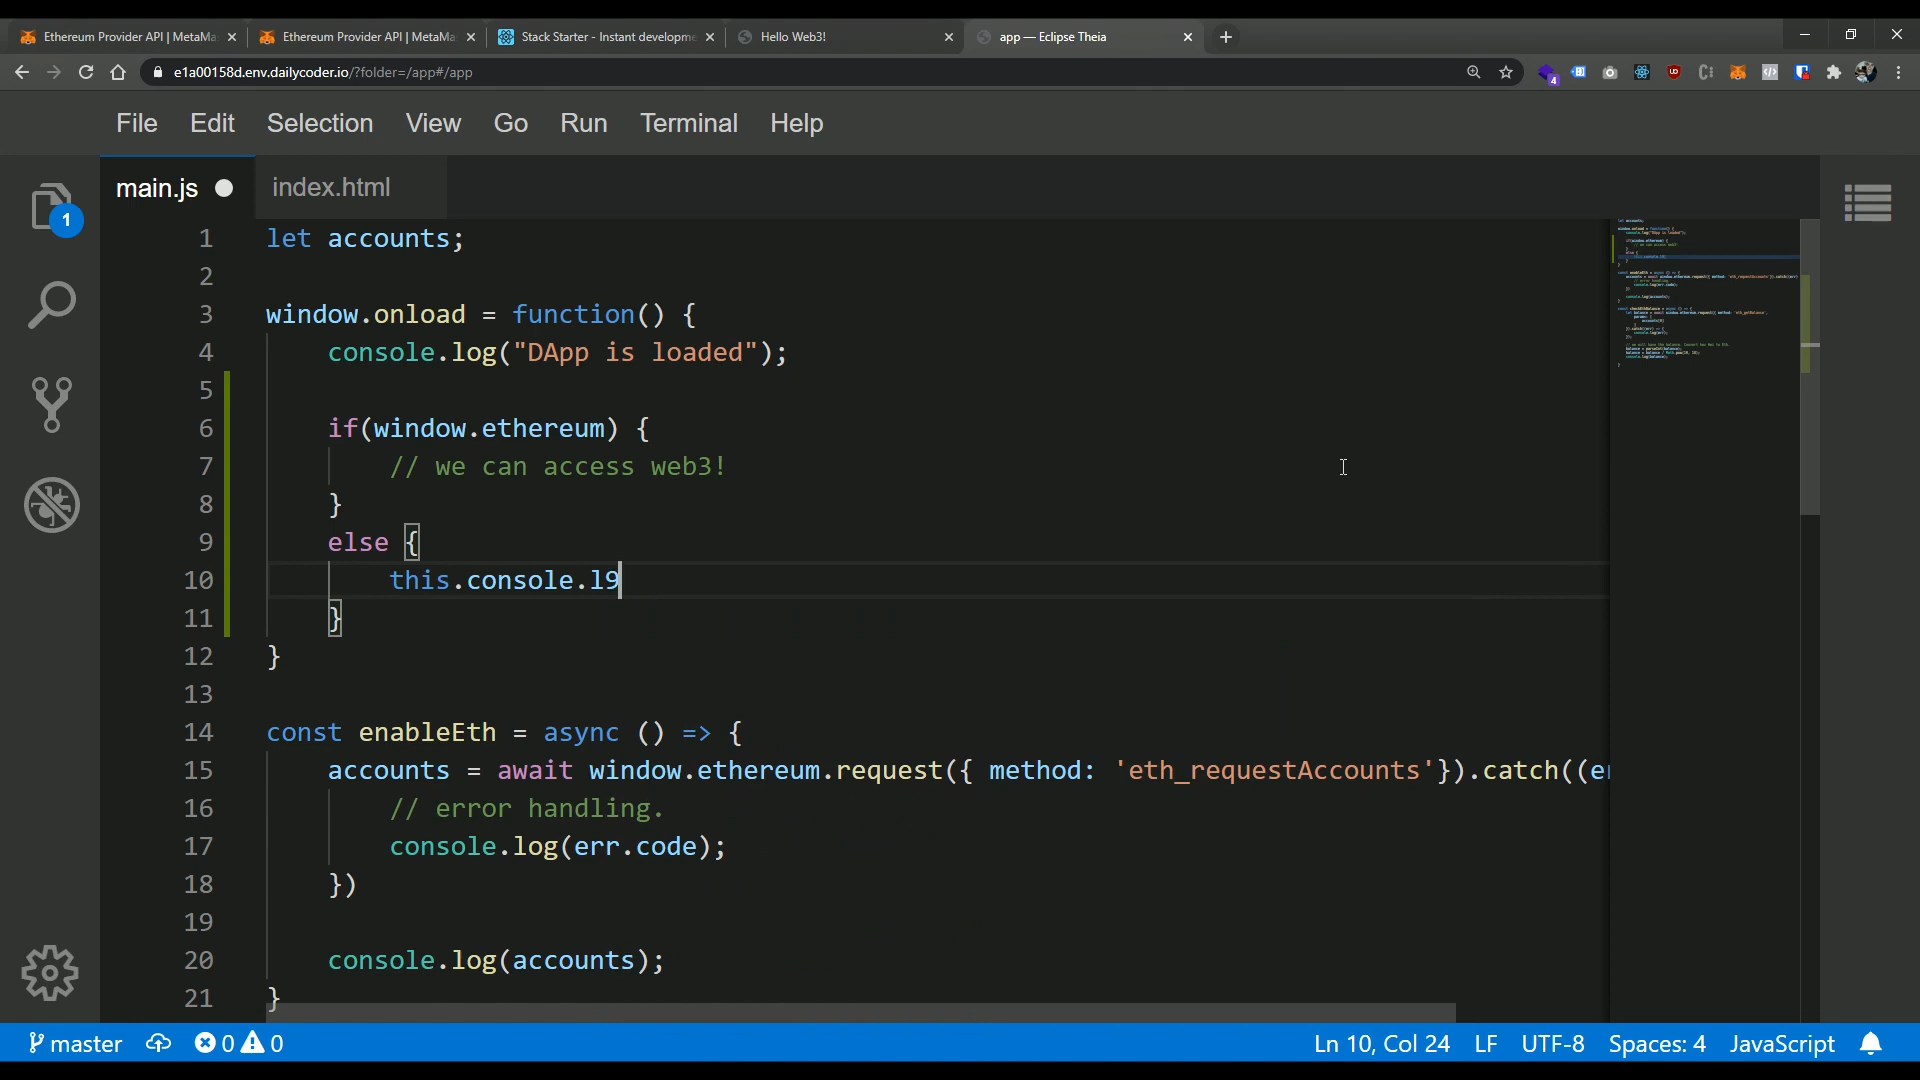 Ethereum Provider API | MetaMa
Ethereum Provider API | MetaMa
Stack Starter - Instant developme
Hello Web3!
app — Eclipse Theia
e1a00158d.env.dailycoder.io/?folder=/app#/app
4
File Edit Selection View Go Run Terminal Help
1
main.js
index.html
1 let accounts;
2
3 window.onload = function() {
4 console.log("DApp is loaded");
5
6 if(window.ethereum) {
7 // we can access web3!
8 }
9 else {
10 this.console.l9
11 }
12 }
13
14 const enableEth = async () => {
15 accounts = await window.ethereum.request({ method: 'eth_requestAccounts'}).catch((er
16 // error handling.
17 console.log(err.code);
18 })
19
20 console.log(accounts);
21 }
master 0 0 Ln 10, Col 24 LF UTF-8 Spaces: 4 JavaScript